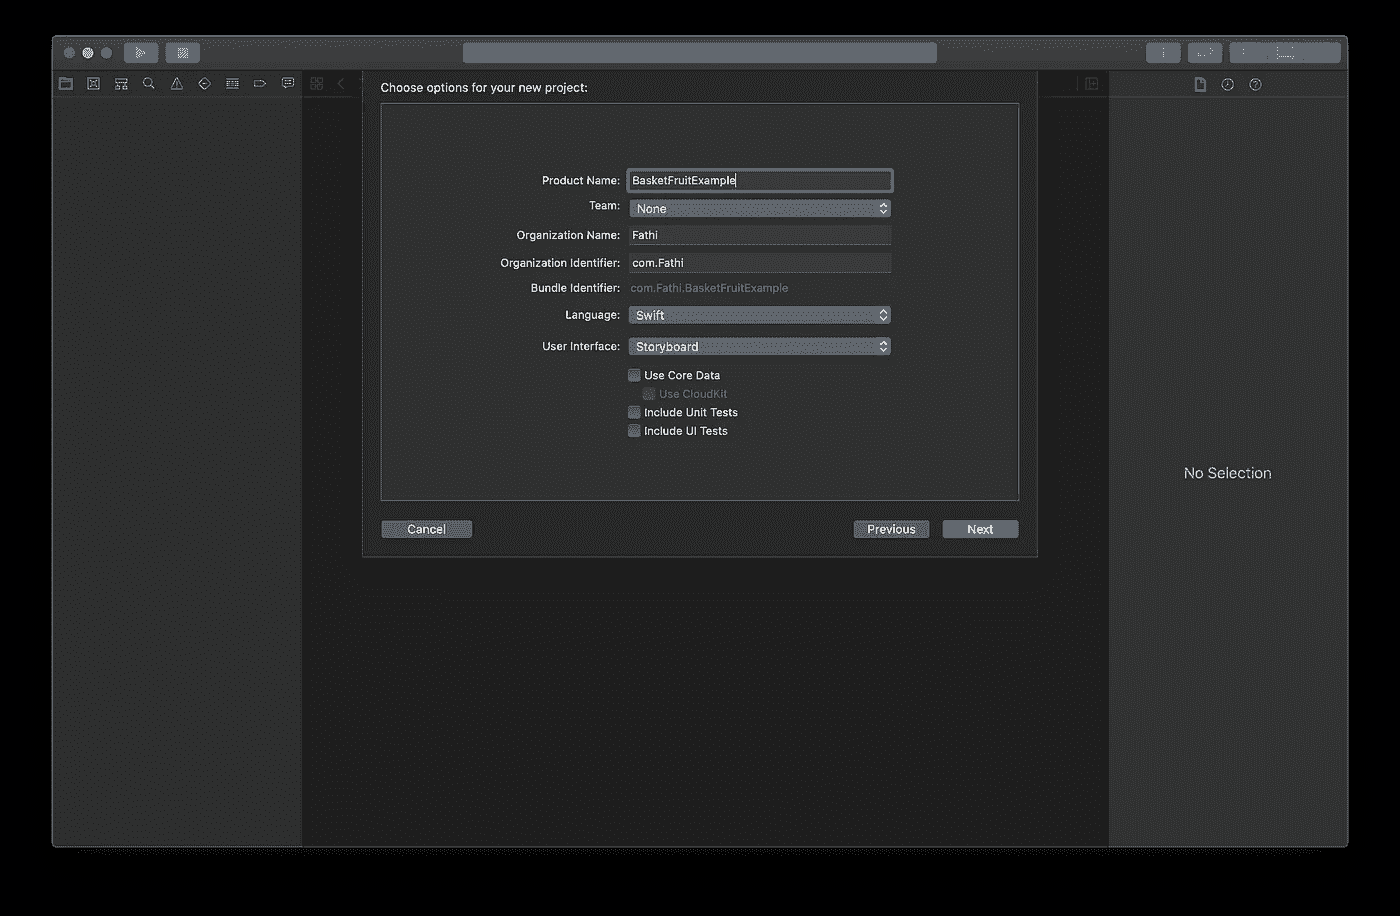 Choose options for your new project:
Product Name: BasketFruitExample
Team: None
Organization Name: Fathi
Organization Identifier: com.Fathi
Bundle Identifier: com.Fathi.BasketFruitExample
Language: Swift
User Interface: Storyboard
Use Core Data
Use CloudKit
Include Unit Tests
Include UI Tests
No Selection
Cancel Previous Next